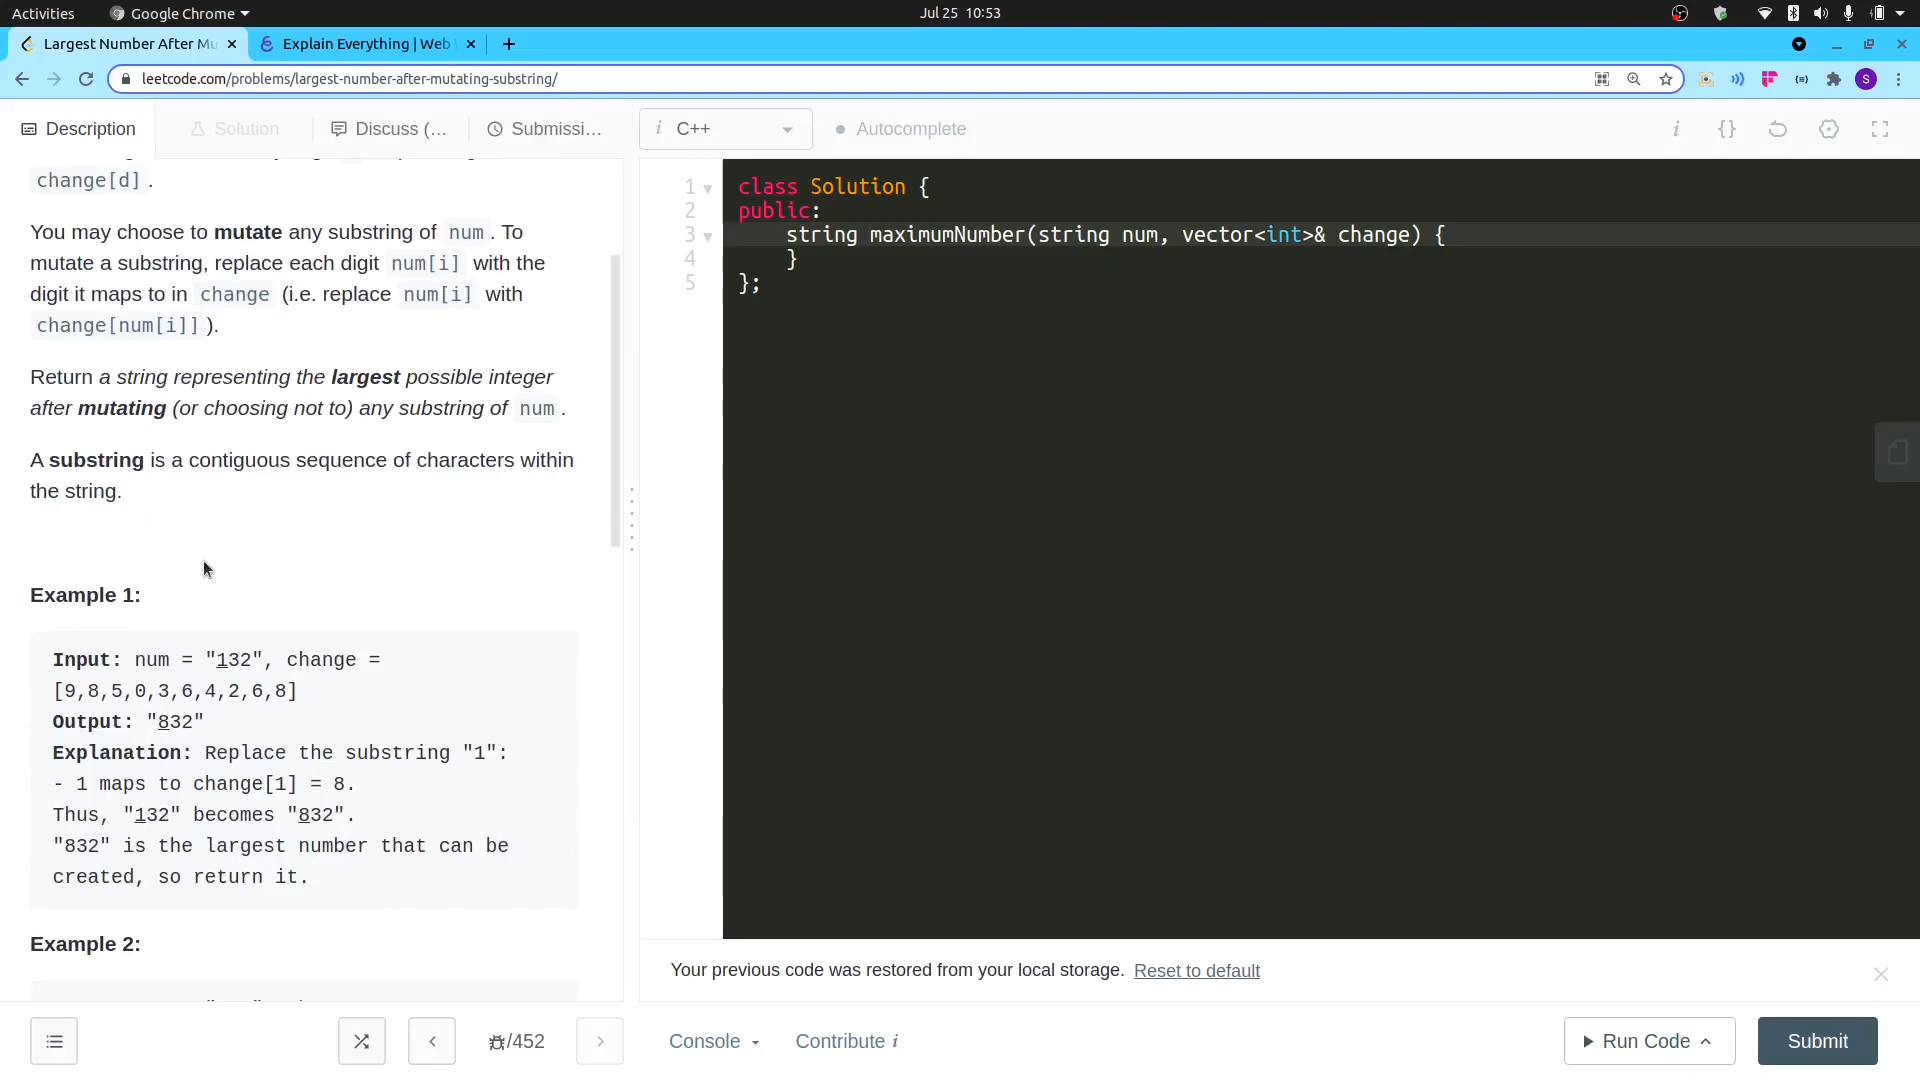 Activities Google Chrome Jul 25 10:53
Largest Number After Mu Explain Everything | Web
leetcode.com/problems/largest-number-after-mutating-substring/ S
Description Solution Discuss (... Submissi... i C++ Autocomplete i {}
change[d] .
You may choose to mutate any substring of num . To
mutate a substring, replace each digit num[i] with the
digit it maps to in change (i.e. replace num[i] with
change[num[i]] ).
Return a string representing the largest possible integer
after mutating (or choosing not to) any substring of num .
A substring is a contiguous sequence of characters within
the string.
Example 1:
Input: num = "132", change =
[9,8,5,0,3,6,4,2,6,8]
Output: "832"
Explanation: Replace the substring "1":
- 1 maps to change[1] = 8.
Thus, "132" becomes "832".
"832" is the largest number that can be
created, so return it.
Example 2:
1 class Solution {
2 public:
3 string maximumNumber(string num, vector<int>& change) {
4 }
5 };
Your previous code was restored from your local storage. Reset to default
/452 Console Contribute i Run Code Submit